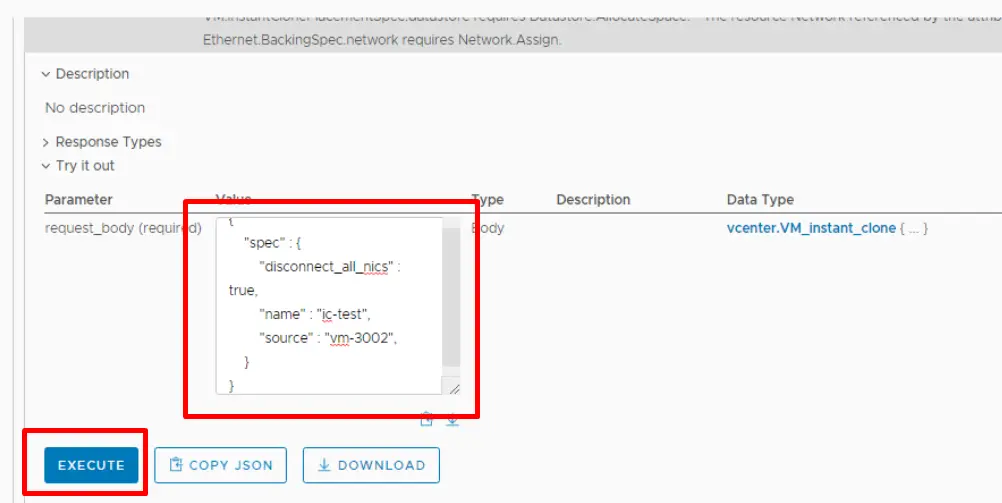 VM.InstantClonePlacementSpec.datastore requires Datastore.AllocateSpace. The resource Network referenced by the attrib
Ethernet.BackingSpec.network requires Network.Assign.
Description
No description
Response Types
Try it out
Parameter Value Type Description Data Type
request_body (required) { Body vcenter.VM_instant_clone { ... }
"spec" : {
"disconnect_all_nics" :
true,
"name" : "ic-test",
"source" : "vm-3002",
}
}
EXECUTE COPY JSON DOWNLOAD